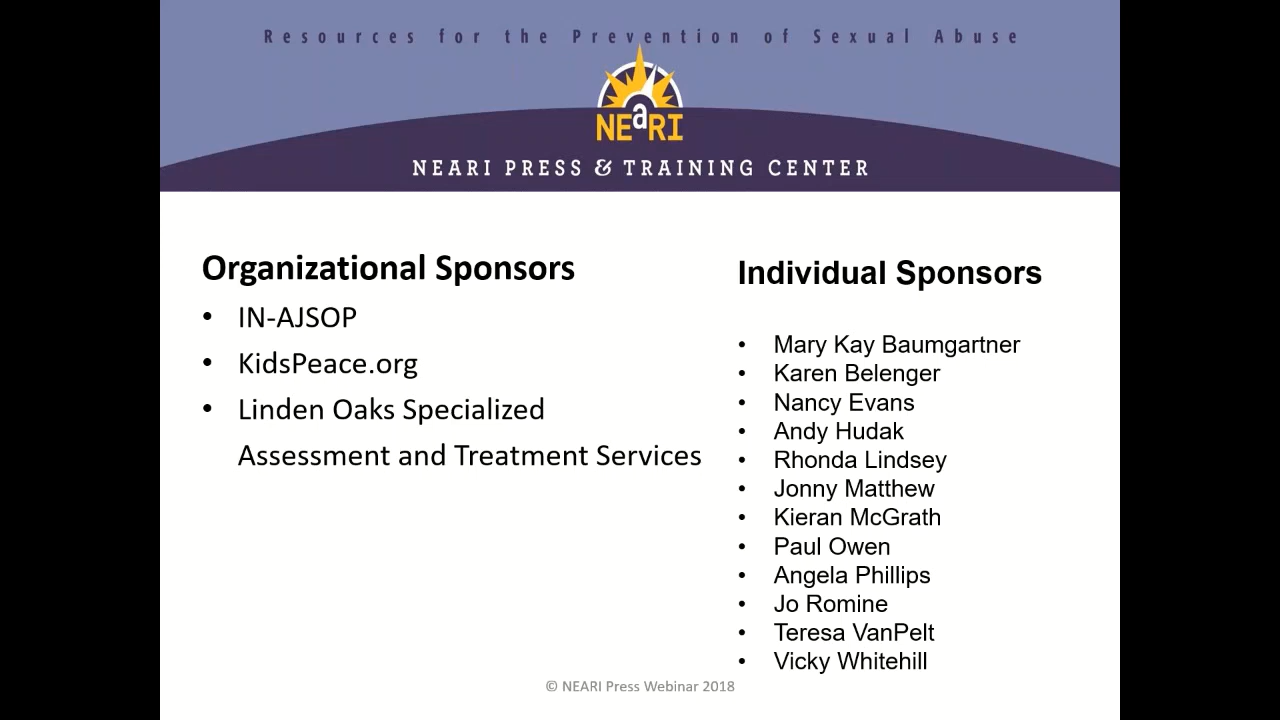 Resources for the Prevention of Sexual Abuse
NEaRI
NEARI PRESS & TRAINING CENTER
Organizational Sponsors
• IN-AJSOP
• KidsPeace.org
• Linden Oaks Specialized
Assessment and Treatment Services
Individual Sponsors
• Mary Kay Baumgartner
• Karen Belenger
• Nancy Evans
• Andy Hudak
• Rhonda Lindsey
• Jonny Matthew
• Kieran McGrath
• Paul Owen
• Angela Phillips
• Jo Romine
• Teresa VanPelt
• Vicky Whitehill
© NEARI Press Webinar 2018